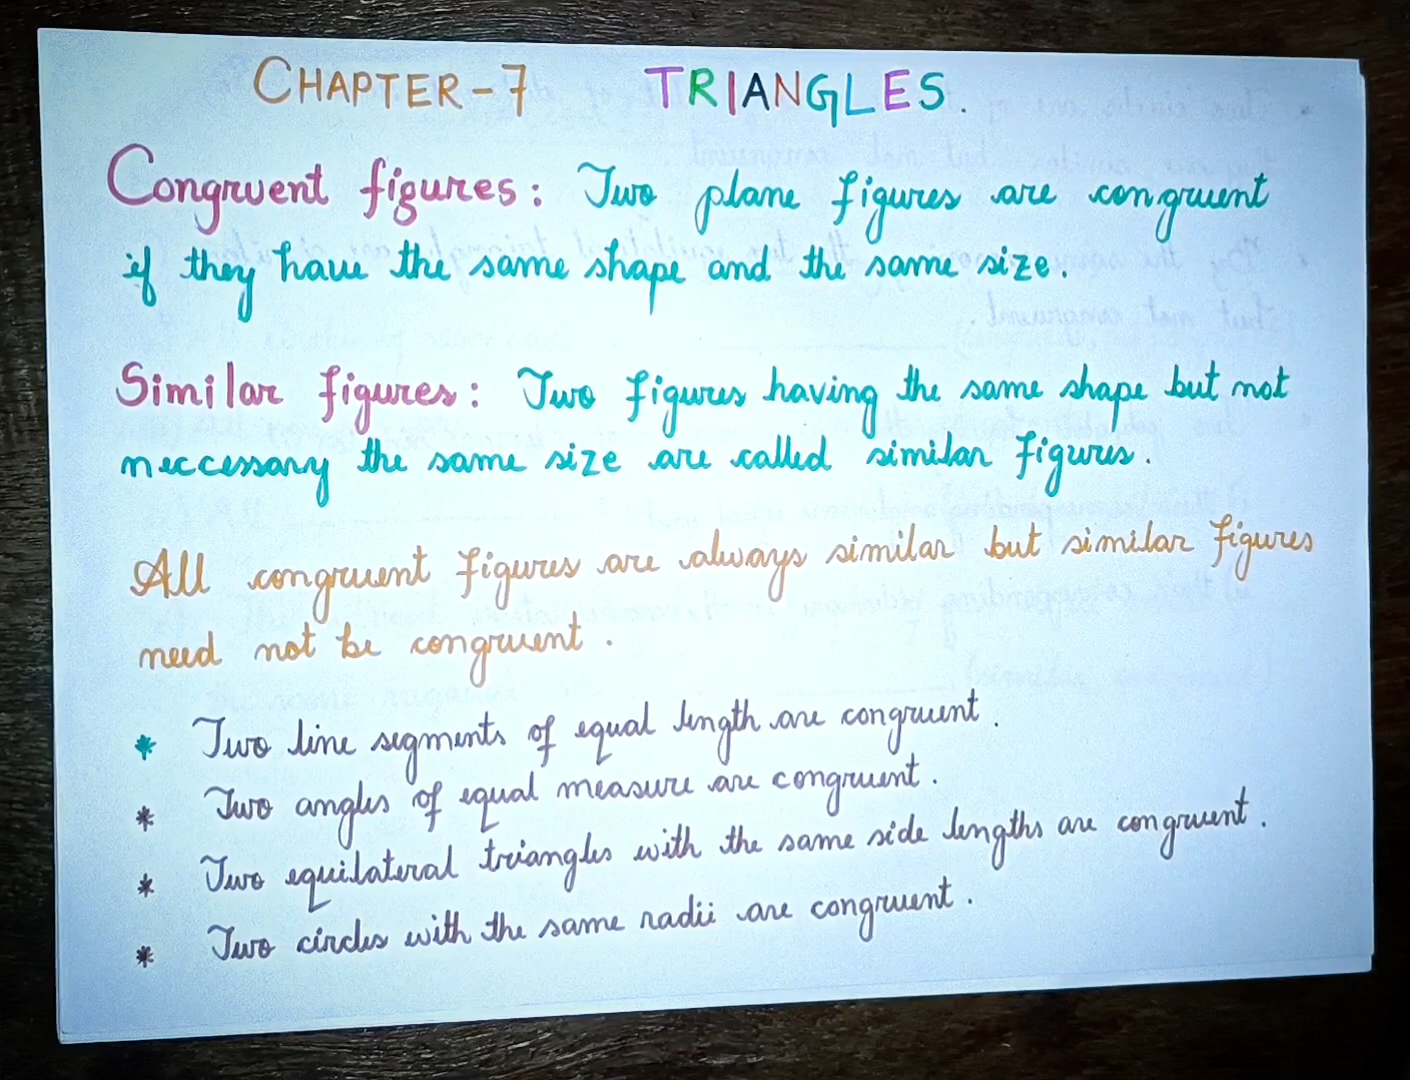 CHAPTER-7 TRIANGLES.
Congruent figures: Two plane figures are congruent
if they have the same shape and the same size.
Similar figures: Two figures having the same shape but not
neccessary the same size are called similar figures.
All congruent figures are always similar but similar figures
need not be congruent.
* Two line segments of equal length are congruent.
* Two angles of equal measure are congruent.
* Two equilateral triangles with the same side lengths are congruent.
* Two circles with the same radii are congruent.